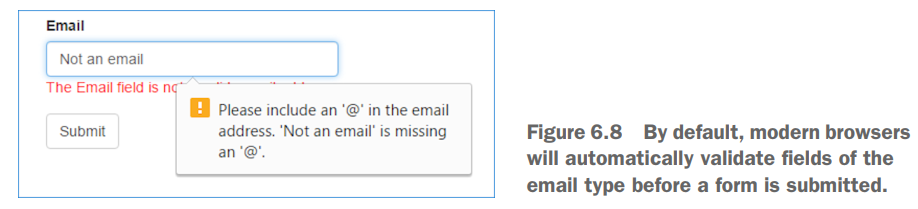 Email
Not an email
The Email field is not
Please include an '@' in the email
address. 'Not an email' is missing
an '@'.
Submit
Figure 6.8 By default, modern browsers
will automatically validate fields of the
email type before a form is submitted.